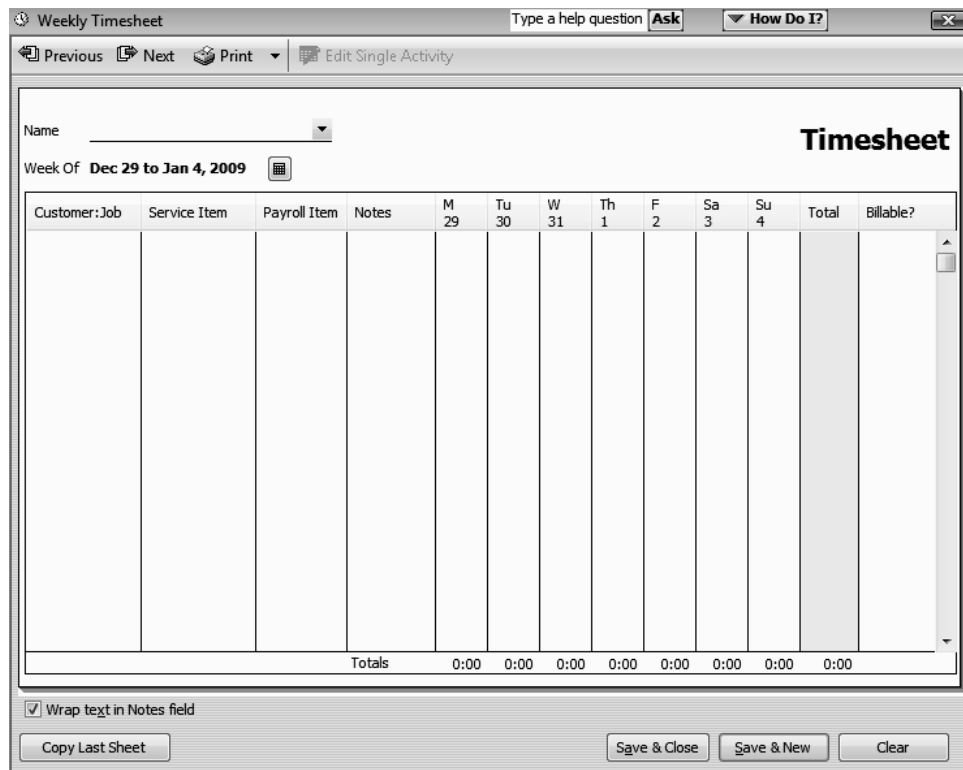 Weekly Timesheet Type a help question Ask How Do I?
Previous Next Print Edit Single Activity
Name
Timesheet
Week Of Dec 29 to Jan 4, 2009
Customer:Job Service Item Payroll Item Notes M 29 Tu 30 W 31 Th 1 F 2 Sa 3 Su 4 Total Billable?
Totals 0:00 0:00 0:00 0:00 0:00 0:00 0:00 0:00
Wrap text in Notes field
Copy Last Sheet Save & Close Save & New Clear